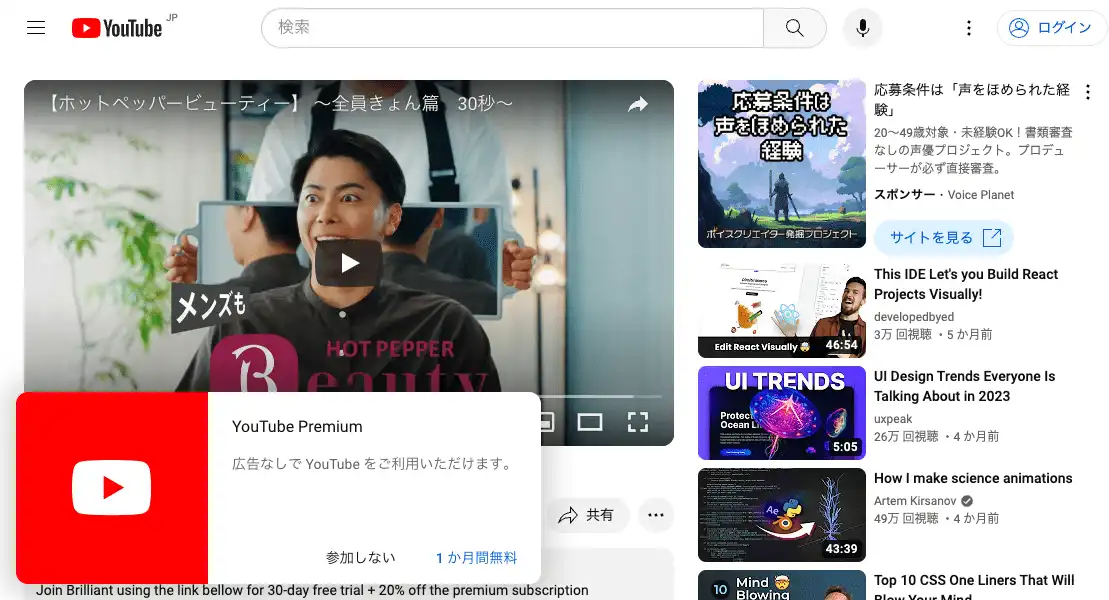 YouTube JP
検索
ログイン
【ホットペッパービューティー】 〜全員きょん篇 30秒〜
メンズも
B
HOT PEPPER
Beauty
YouTube Premium
広告なしで YouTube をご利用いただけます。
参加しない
1 か月間無料
共有
Join Brilliant using the link bellow for 30-day free trial + 20% off the premium subscription
応募条件は
声をほめられた
経験
ボイスクリエイター発掘プロジェクト
応募条件は「声をほめられた経
験」
20〜49歳対象・未経験OK！書類審査
なしの声優プロジェクト。プロデュ
ーサーが必ず直接審査。
スポンサー・Voice Planet
サイトを見る
Edit React Visually
46:54
This IDE Let's you Build React
Projects Visually!
developedbyed
3万 回視聴 ・5 か月前
UI TRENDS
Protect
Ocean Li
5:05
UI Design Trends Everyone Is
Talking About in 2023
uxpeak
26万 回視聴 ・4 か月前
Ae
43:39
How I make science animations
Artem Kirsanov
49万 回視聴 ・4 か月前
10
Mind
Blowing
Top 10 CSS One Liners That Will
Blow Your Mind